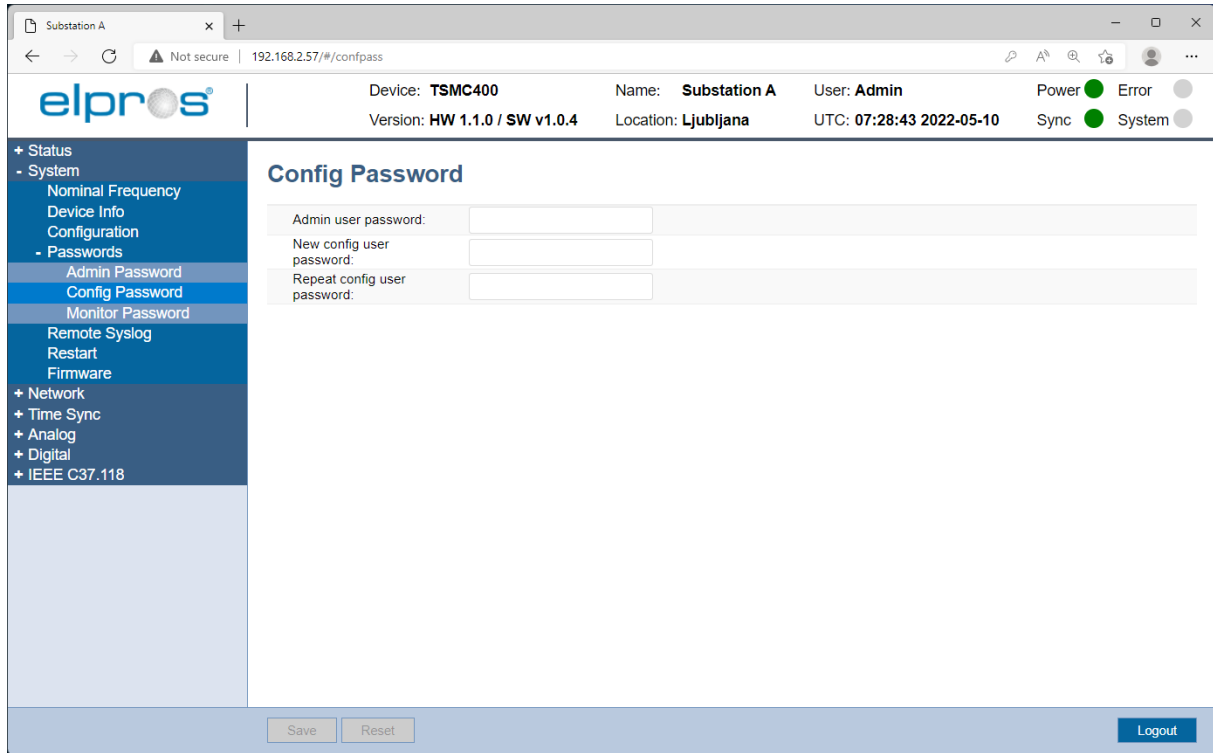 Substation A
Not secure
192.168.2.57/#/confpass
elpros
Device: TSMC400 Name: Substation A User: Admin Power Error
Version: HW 1.1.0 / SW v1.0.4 Location: Ljubljana UTC: 07:28:43 2022-05-10 Sync System
+ Status
- System
Nominal Frequency
Device Info
Configuration
- Passwords
Admin Password
Config Password
Monitor Password
Remote Syslog
Restart
Firmware
+ Network
+ Time Sync
+ Analog
+ Digital
+ IEEE C37.118
Config Password
Admin user password:
New config user
password:
Repeat config user
password:
Save Reset Logout